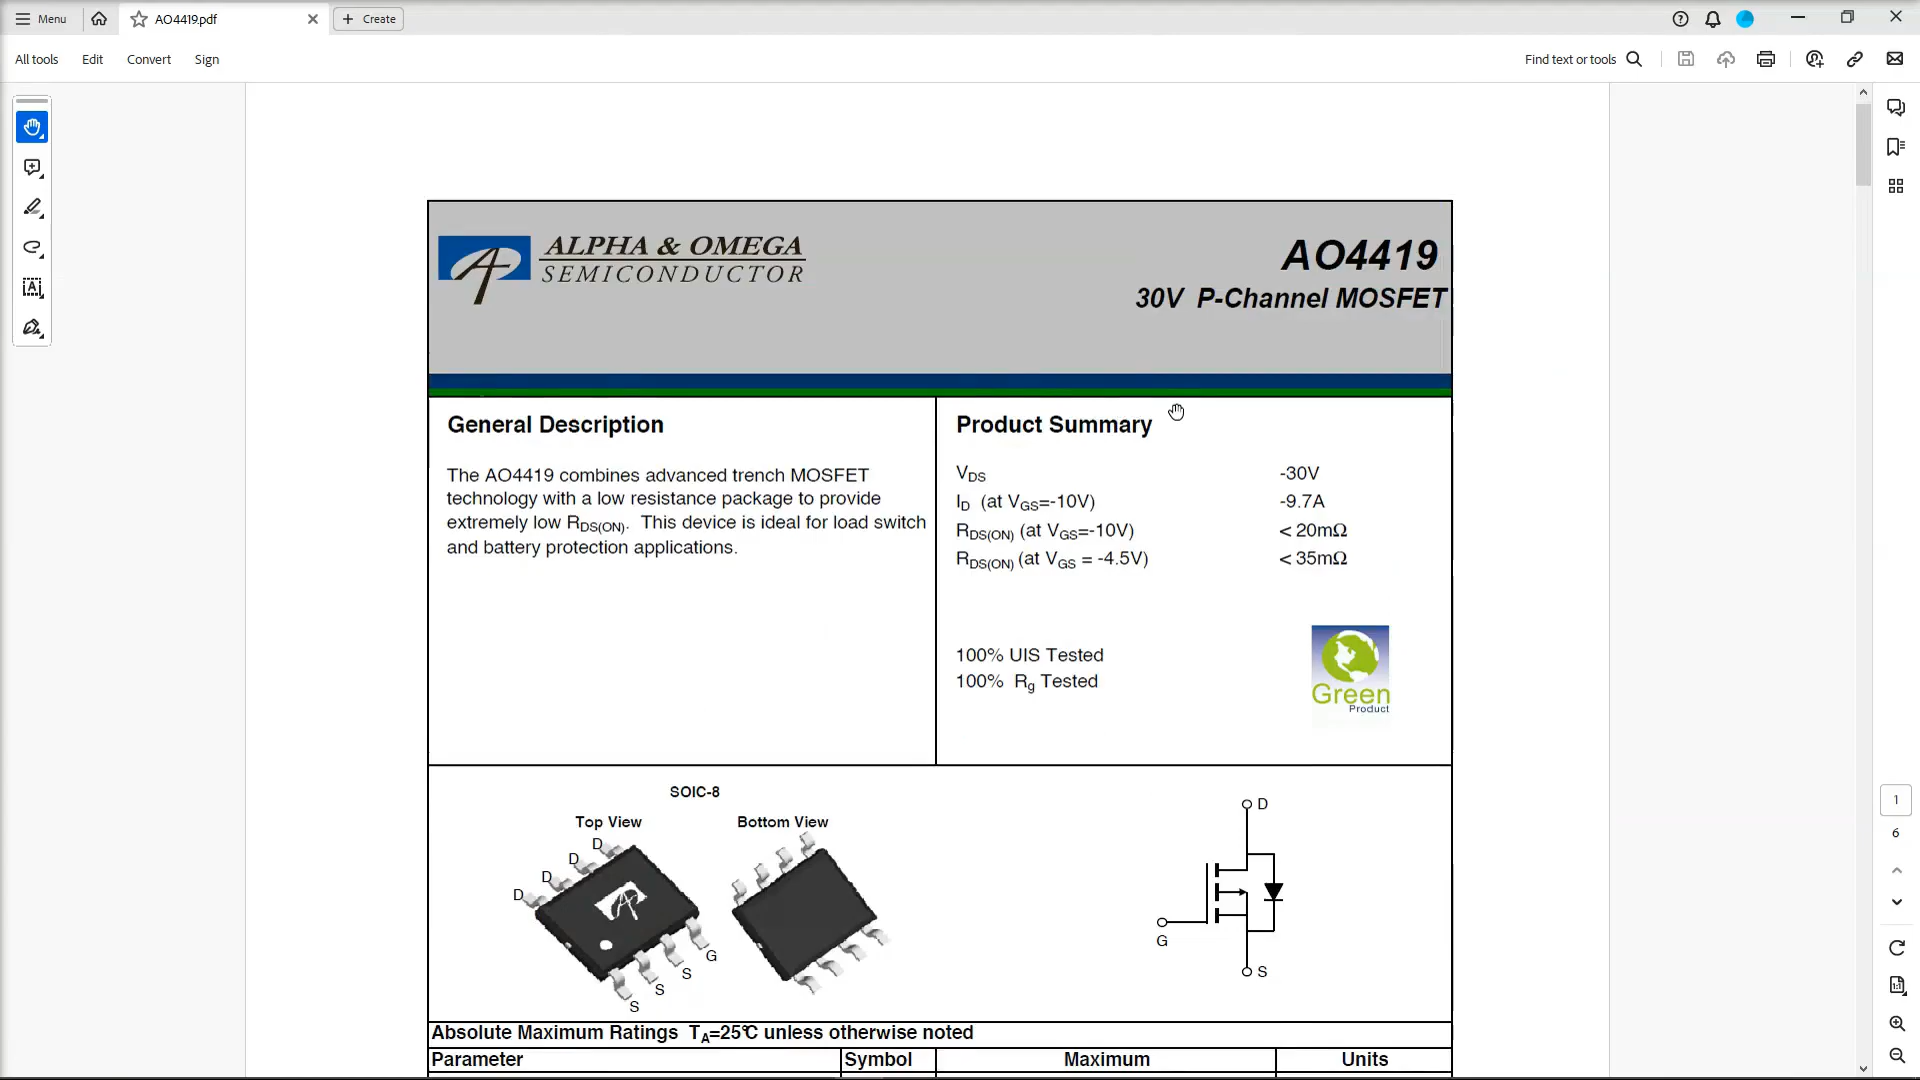 Menu
AO4419.pdf
Create
All tools
Edit
Convert
Sign
Find text or tools
ALPHA & OMEGA
SEMICONDUCTOR
AO4419
30V P-Channel MOSFET
General Description
The AO4419 combines advanced trench MOSFET
technology with a low resistance package to provide
extremely low RDS(ON). This device is ideal for load switch
and battery protection applications.
Product Summary
VDS -30V
ID (at VGS=-10V) -9.7A
RDS(ON) (at VGS=-10V) < 20mΩ
RDS(ON) (at VGS = -4.5V) < 35mΩ
100% UIS Tested
100% Rg Tested
Green
Product
SOIC-8
Top View
Bottom View
D
D
D
D
G
S
S
S
D
G
S
Absolute Maximum Ratings TA=25°C unless otherwise noted
Parameter Symbol Maximum Units
1
6